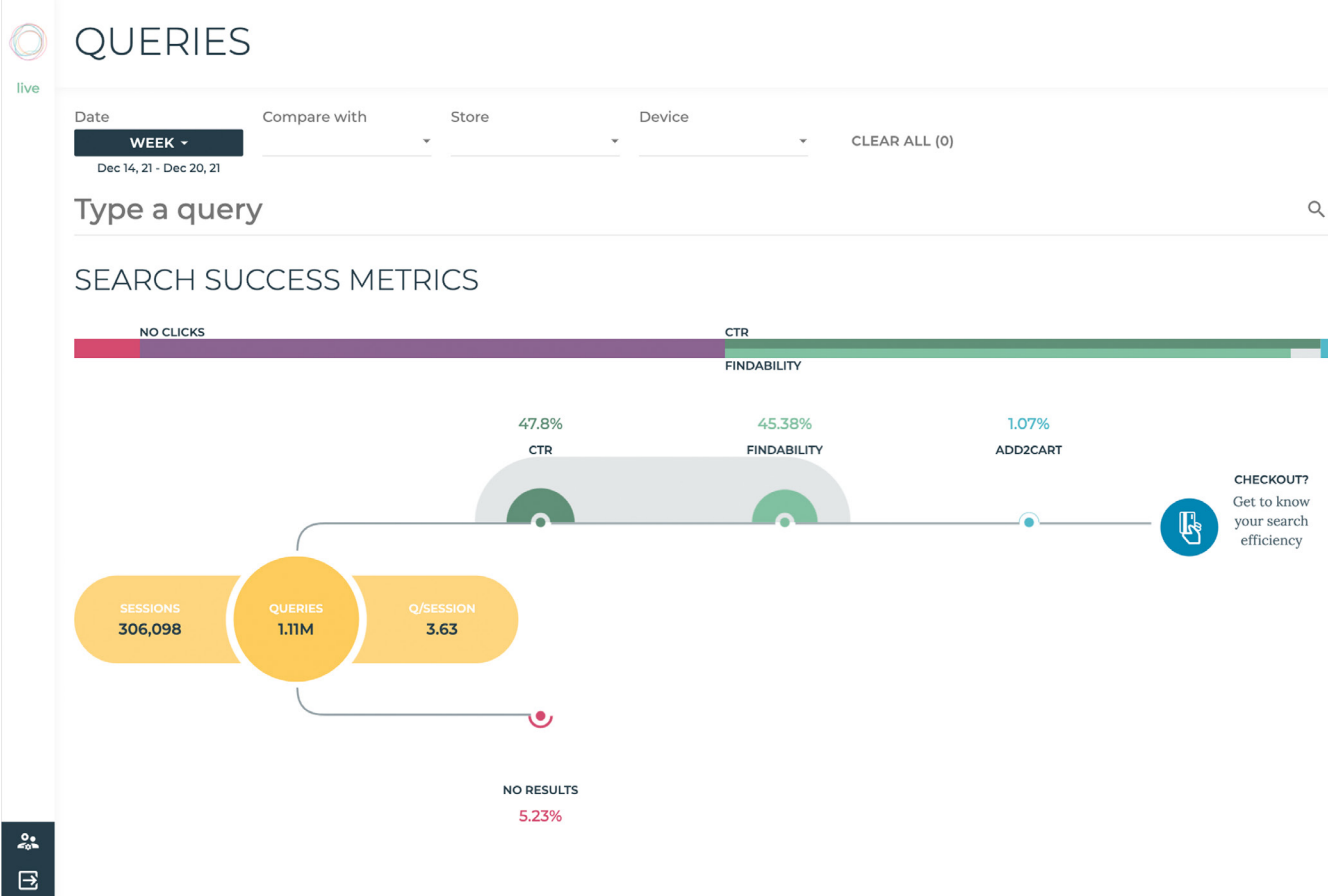 QUERIES
live
Date
Compare with
Store
Device
WEEK
CLEAR ALL (0)
Dec 14, 21 - Dec 20, 21
Type a query
SEARCH SUCCESS METRICS
NO CLICKS
CTR
FINDABILITY
47.8%
CTR
45.38%
FINDABILITY
1.07%
ADD2CART
CHECKOUT?
Get to know
your search
efficiency
SESSIONS
306,098
QUERIES
1.11M
Q/SESSION
3.63
NO RESULTS
5.23%